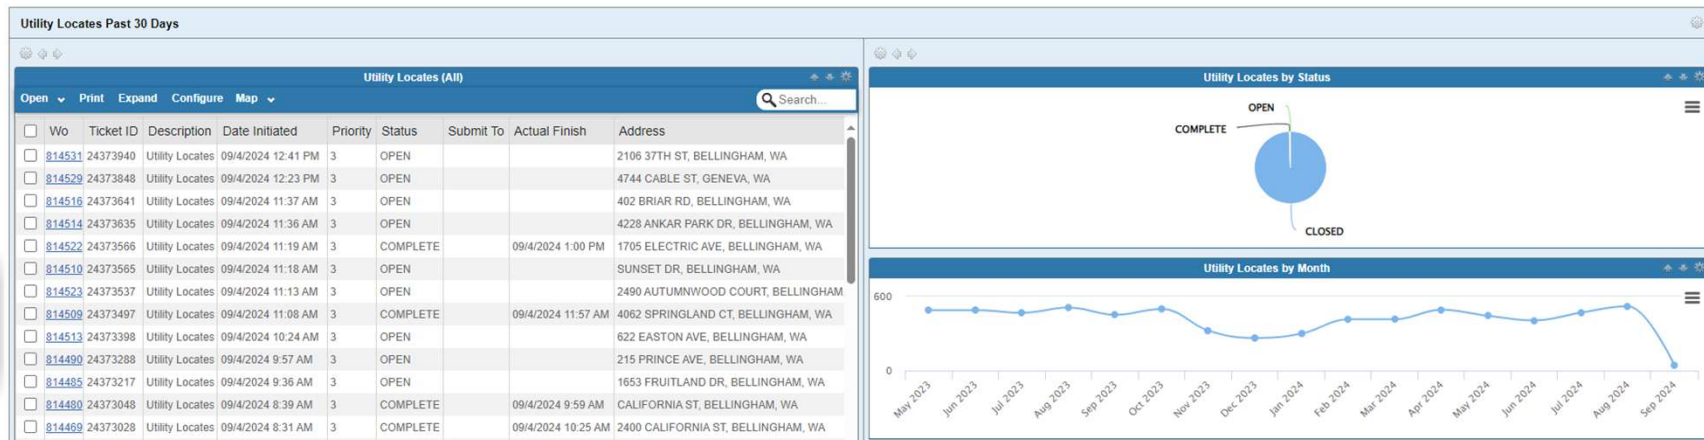 Utility Locates Past 30 Days
Utility Locates (All)
Open Print Expand Configure Map Search...
Wo Ticket ID Description Date Initiated Priority Status Submit To Actual Finish Address
814531 24373940 Utility Locates 09/4/2024 12:41 PM 3 OPEN 2106 37TH ST, BELLINGHAM, WA
814529 24373848 Utility Locates 09/4/2024 12:23 PM 3 OPEN 4744 CABLE ST, GENEVA, WA
814516 24373641 Utility Locates 09/4/2024 11:37 AM 3 OPEN 402 BRIAR RD, BELLINGHAM, WA
814514 24373635 Utility Locates 09/4/2024 11:36 AM 3 OPEN 4228 ANKAR PARK DR, BELLINGHAM, WA
814522 24373566 Utility Locates 09/4/2024 11:19 AM 3 COMPLETE 09/4/2024 1:00 PM 1705 ELECTRIC AVE, BELLINGHAM, WA
814510 24373565 Utility Locates 09/4/2024 11:18 AM 3 OPEN SUNSET DR, BELLINGHAM, WA
814523 24373537 Utility Locates 09/4/2024 11:13 AM 3 OPEN 2490 AUTUMNWOOD COURT, BELLINGHAM
814509 24373497 Utility Locates 09/4/2024 11:08 AM 3 COMPLETE 09/4/2024 11:57 AM 4062 SPRINGLAND CT, BELLINGHAM, WA
814513 24373398 Utility Locates 09/4/2024 10:24 AM 3 OPEN 622 EASTON AVE, BELLINGHAM, WA
814490 24373288 Utility Locates 09/4/2024 9:57 AM 3 OPEN 215 PRINCE AVE, BELLINGHAM, WA
814485 24373217 Utility Locates 09/4/2024 9:36 AM 3 OPEN 1653 FRUITLAND DR, BELLINGHAM, WA
814480 24373048 Utility Locates 09/4/2024 8:39 AM 3 COMPLETE 09/4/2024 9:59 AM CALIFORNIA ST, BELLINGHAM, WA
814469 24373028 Utility Locates 09/4/2024 8:31 AM 3 COMPLETE 09/4/2024 10:25 AM 2400 CALIFORNIA ST, BELLINGHAM, WA
Utility Locates by Status
OPEN
COMPLETE
CLOSED
Utility Locates by Month
600
0
May 2023 Jun 2023 Jul 2023 Aug 2023 Sep 2023 Oct 2023 Nov 2023 Dec 2023 Jan 2024 Feb 2024 Mar 2024 Apr 2024 May 2024 Jun 2024 Jul 2024 Aug 2024 Sep 2024